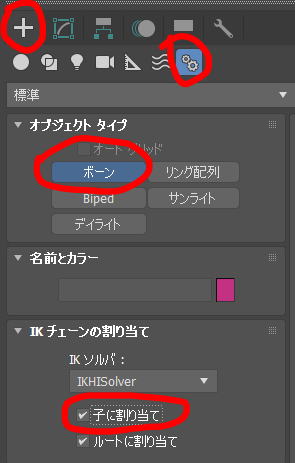 標準
オブジェクト タイプ
オート グリッド
ボーン
リング配列
Biped
サンライト
デイライト
名前とカラー
IK チェーンの割り当て
IK ソルバ :
IKHISolver
子に割り当て
ルートに割り当て